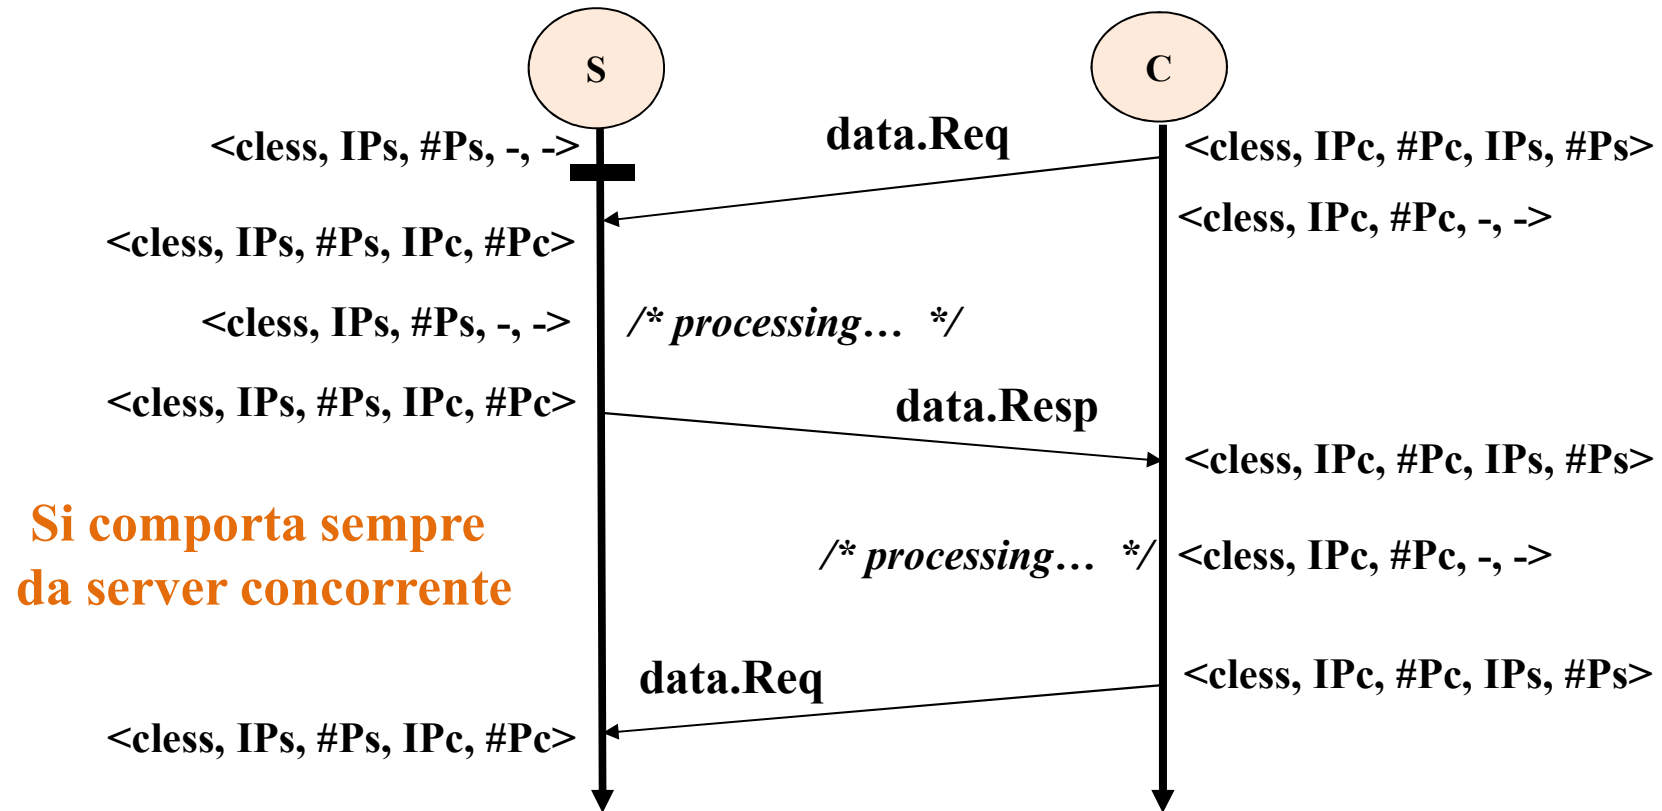 S
C
<cless, IPs, #Ps, -, ->
data.Req
<cless, IPc, #Pc, IPs, #Ps>
<cless, IPc, #Pc, -, ->
<cless, IPs, #Ps, IPc, #Pc>
<cless, IPs, #Ps, -, ->
/* processing… */
<cless, IPs, #Ps, IPc, #Pc>
data.Resp
<cless, IPc, #Pc, IPs, #Ps>
Si comporta sempre
da server concorrente
/* processing… */
<cless, IPc, #Pc, -, ->
data.Req
<cless, IPc, #Pc, IPs, #Ps>
<cless, IPs, #Ps, IPc, #Pc>